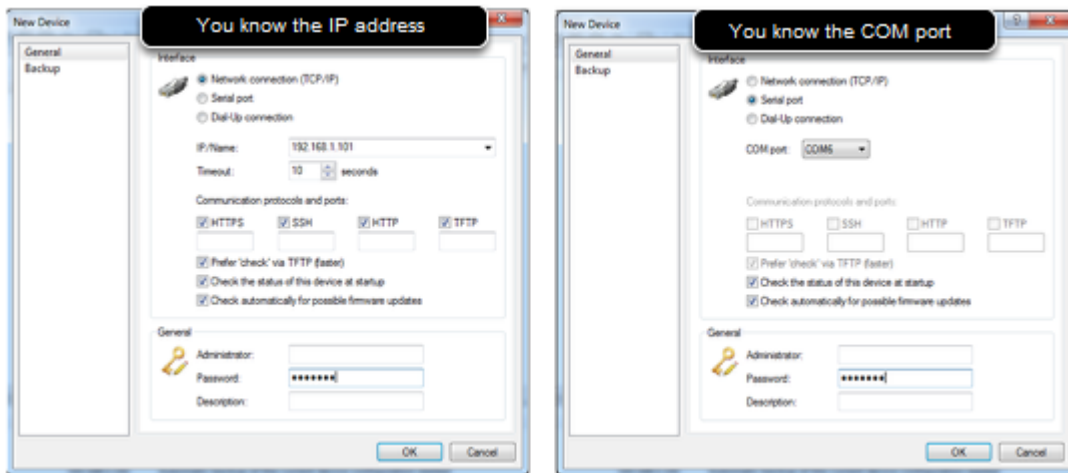 You know the IP address
New Device
General
Backup
Interface
Network connection (TCP/IP)
Serial port
Dial-Up connection
IP/Name: 192.168.1.101
Timeout: 10 seconds
Communication protocols and ports:
HTTPS SSH HTTP TFTP
Prefer 'check' via TFTP (faster)
Check the status of this device at startup
Check automatically for possible firmware updates
General
Administrator:
Password: •••••••
Description:
OK Cancel
You know the COM port
New Device
General
Backup
Interface
Network connection (TCP/IP)
Serial port
Dial-Up connection
COM port: COM6
Communication protocols and ports:
HTTPS SSH HTTP TFTP
Prefer 'check' via TFTP (faster)
Check the status of this device at startup
Check automatically for possible firmware updates
General
Administrator:
Password: •••••••
Description:
OK Cancel